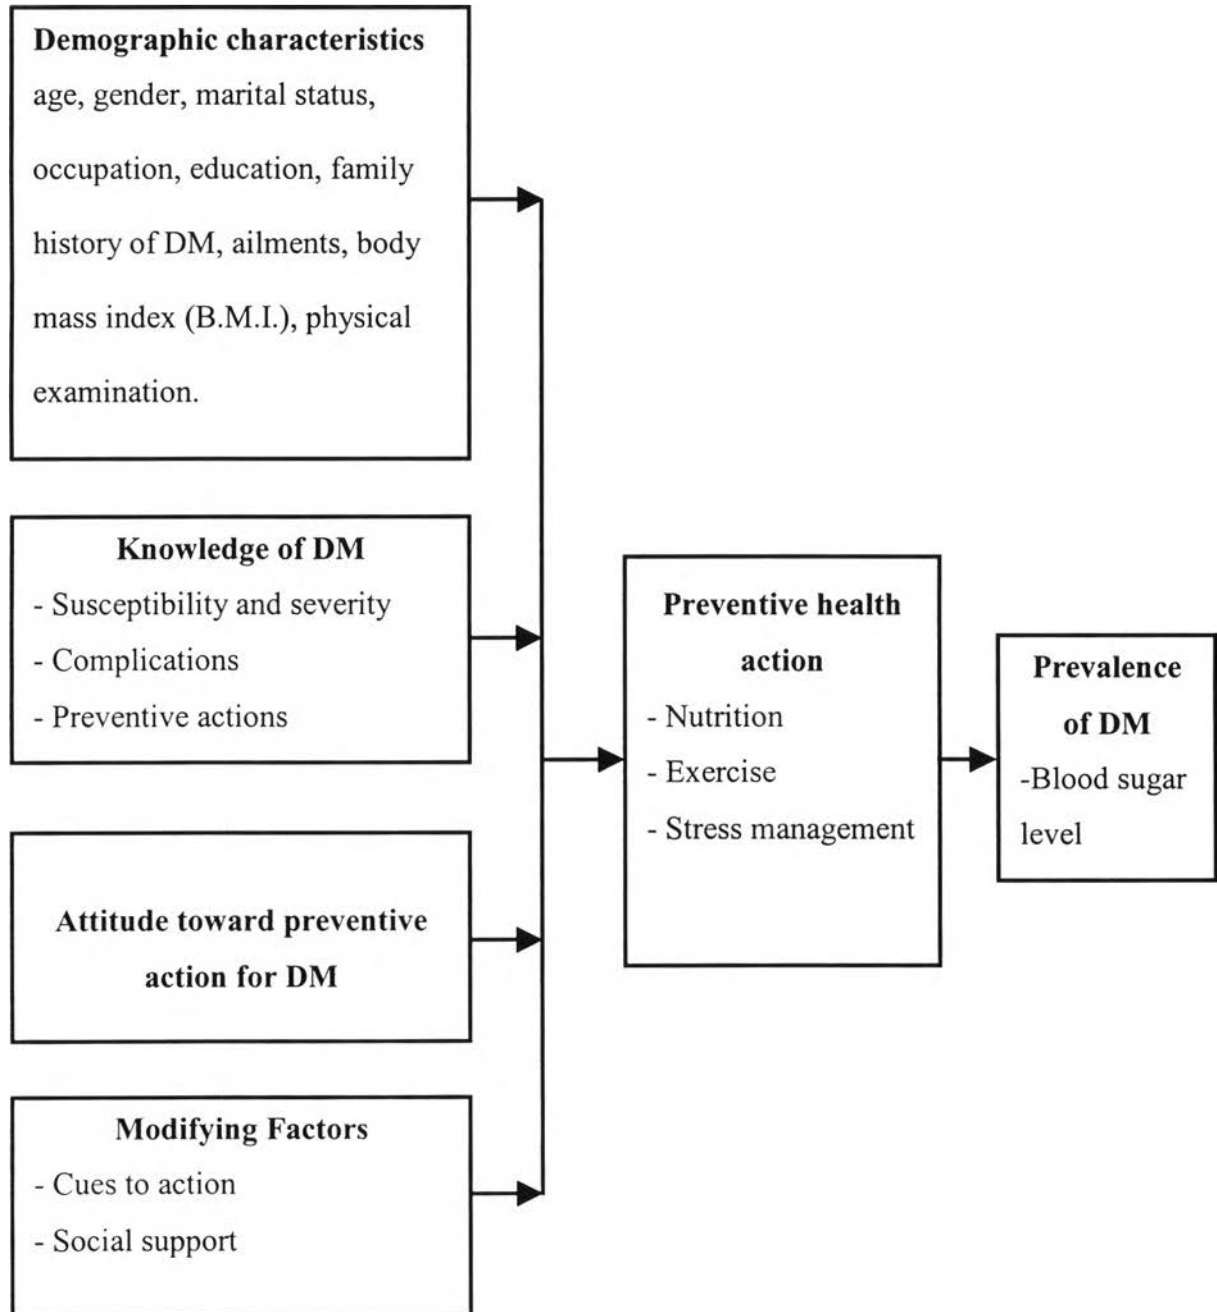 Demographic characteristics
age, gender, marital status,
occupation, education, family
history of DM, ailments, body
mass index (B.M.I.), physical
examination.
Knowledge of DM
- Susceptibility and severity
- Complications
- Preventive actions
Attitude toward preventive
action for DM
Modifying Factors
- Cues to action
- Social support
Preventive health
action
- Nutrition
- Exercise
- Stress management
Prevalence
of DM
-Blood sugar
level